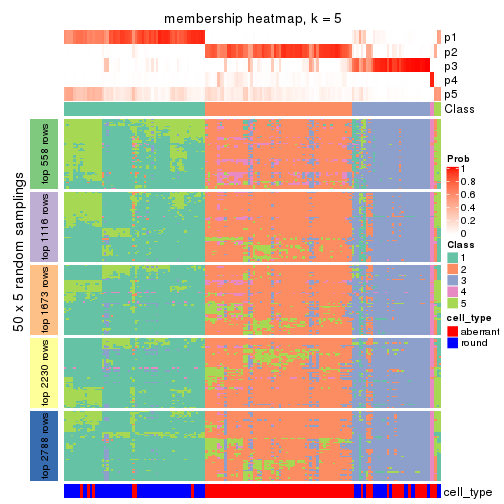 membership heatmap, k = 5
p1
p2
p3
p4
p5
Class
50 x 5 random samplings
top 558 rows
top 1116 rows
top 1673 rows
top 2230 rows
top 2788 rows
cell_type
Prob
1
0.8
0.6
0.4
0.2
0
Class
1
2
3
4
5
cell_type
aberrant
round